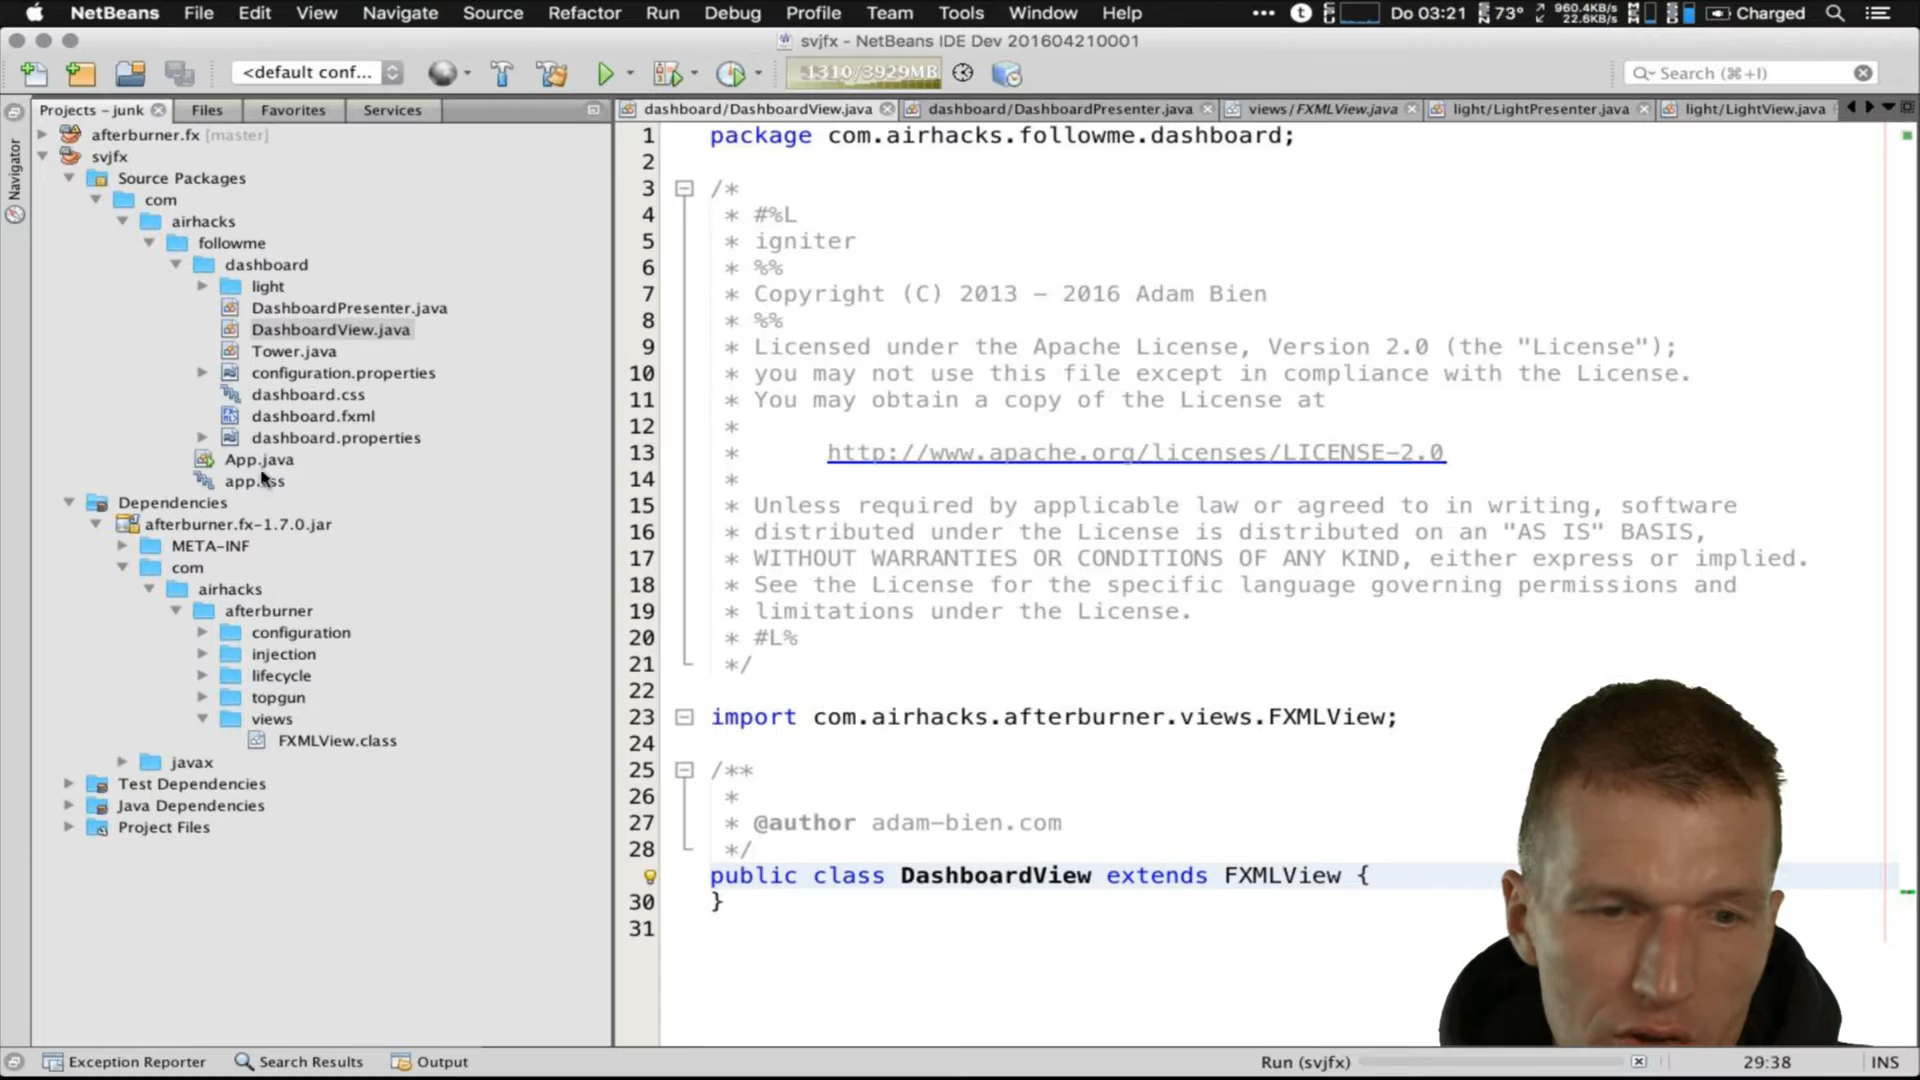 NetBeans File Edit View Navigate Source Refactor Run Debug Profile Team Tools Window Help
Do 03:21 73° 960.4KB/s 22.6KB/s Charged
svjfx - NetBeans IDE Dev 201604210001
<default conf...
1310/3929MB
Search (⌘+I)
Projects - junk Files Favorites Services
dashboard/DashboardView.java dashboard/DashboardPresenter.java views/FXMLView.java light/LightPresenter.java light/LightView.java
Navigator
afterburner.fx [master]
svjfx
Source Packages
com
airhacks
followme
dashboard
light
DashboardPresenter.java
DashboardView.java
Tower.java
configuration.properties
dashboard.css
dashboard.fxml
dashboard.properties
App.java
Dependencies
afterburner.fx-1.7.0.jar
META-INF
com
airhacks
afterburner
configuration
injection
lifecycle
topgun
views
FXMLView.class
javax
Test Dependencies
Java Dependencies
Project Files
1 package com.airhacks.followme.dashboard;
2
3 /*
4 * #%L
5 * igniter
6 * %%
7 * Copyright (C) 2013 - 2016 Adam Bien
8 * %%
9 * Licensed under the Apache License, Version 2.0 (the "License");
10 * you may not use this file except in compliance with the License.
11 * You may obtain a copy of the License at
12 *
13 * http://www.apache.org/licenses/LICENSE-2.0
14 *
15 * Unless required by applicable law or agreed to in writing, software
16 * distributed under the License is distributed on an "AS IS" BASIS,
17 * WITHOUT WARRANTIES OR CONDITIONS OF ANY KIND, either express or implied.
18 * See the License for the specific language governing permissions and
19 * limitations under the License.
20 * #L%
21 */
22
23 import com.airhacks.afterburner.views.FXMLView;
24
25 /**
26 *
27 * @author adam-bien.com
28 */
public class DashboardView extends FXMLView {
30 }
31
Exception Reporter Search Results Output
Run (svjfx) 29:38 INS